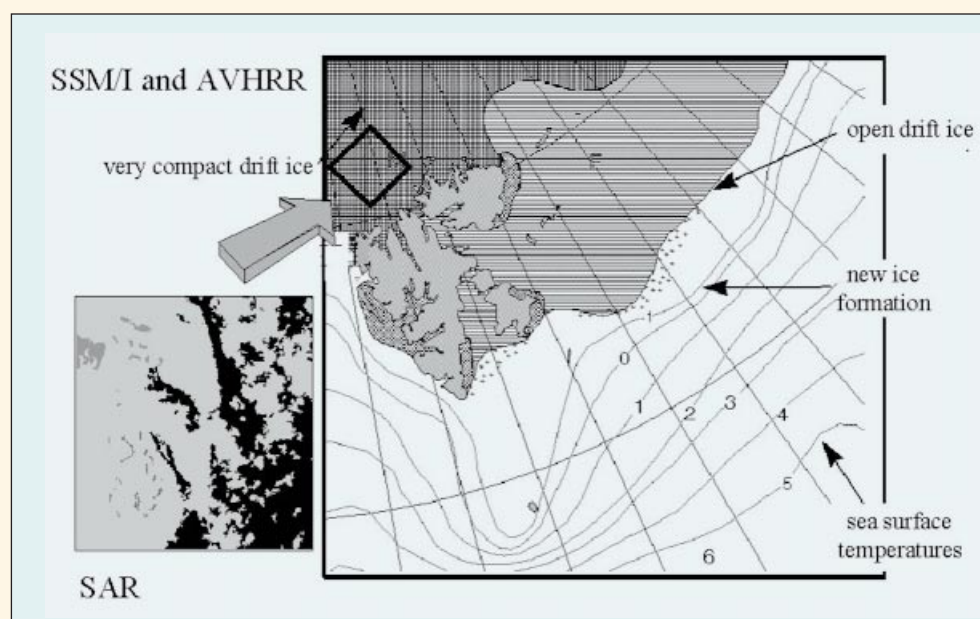 SSM/I and AVHRR
very compact drift ice
open drift ice
new ice
formation
1
0
1
2
3
4
5
6
sea surface
temperatures
SAR